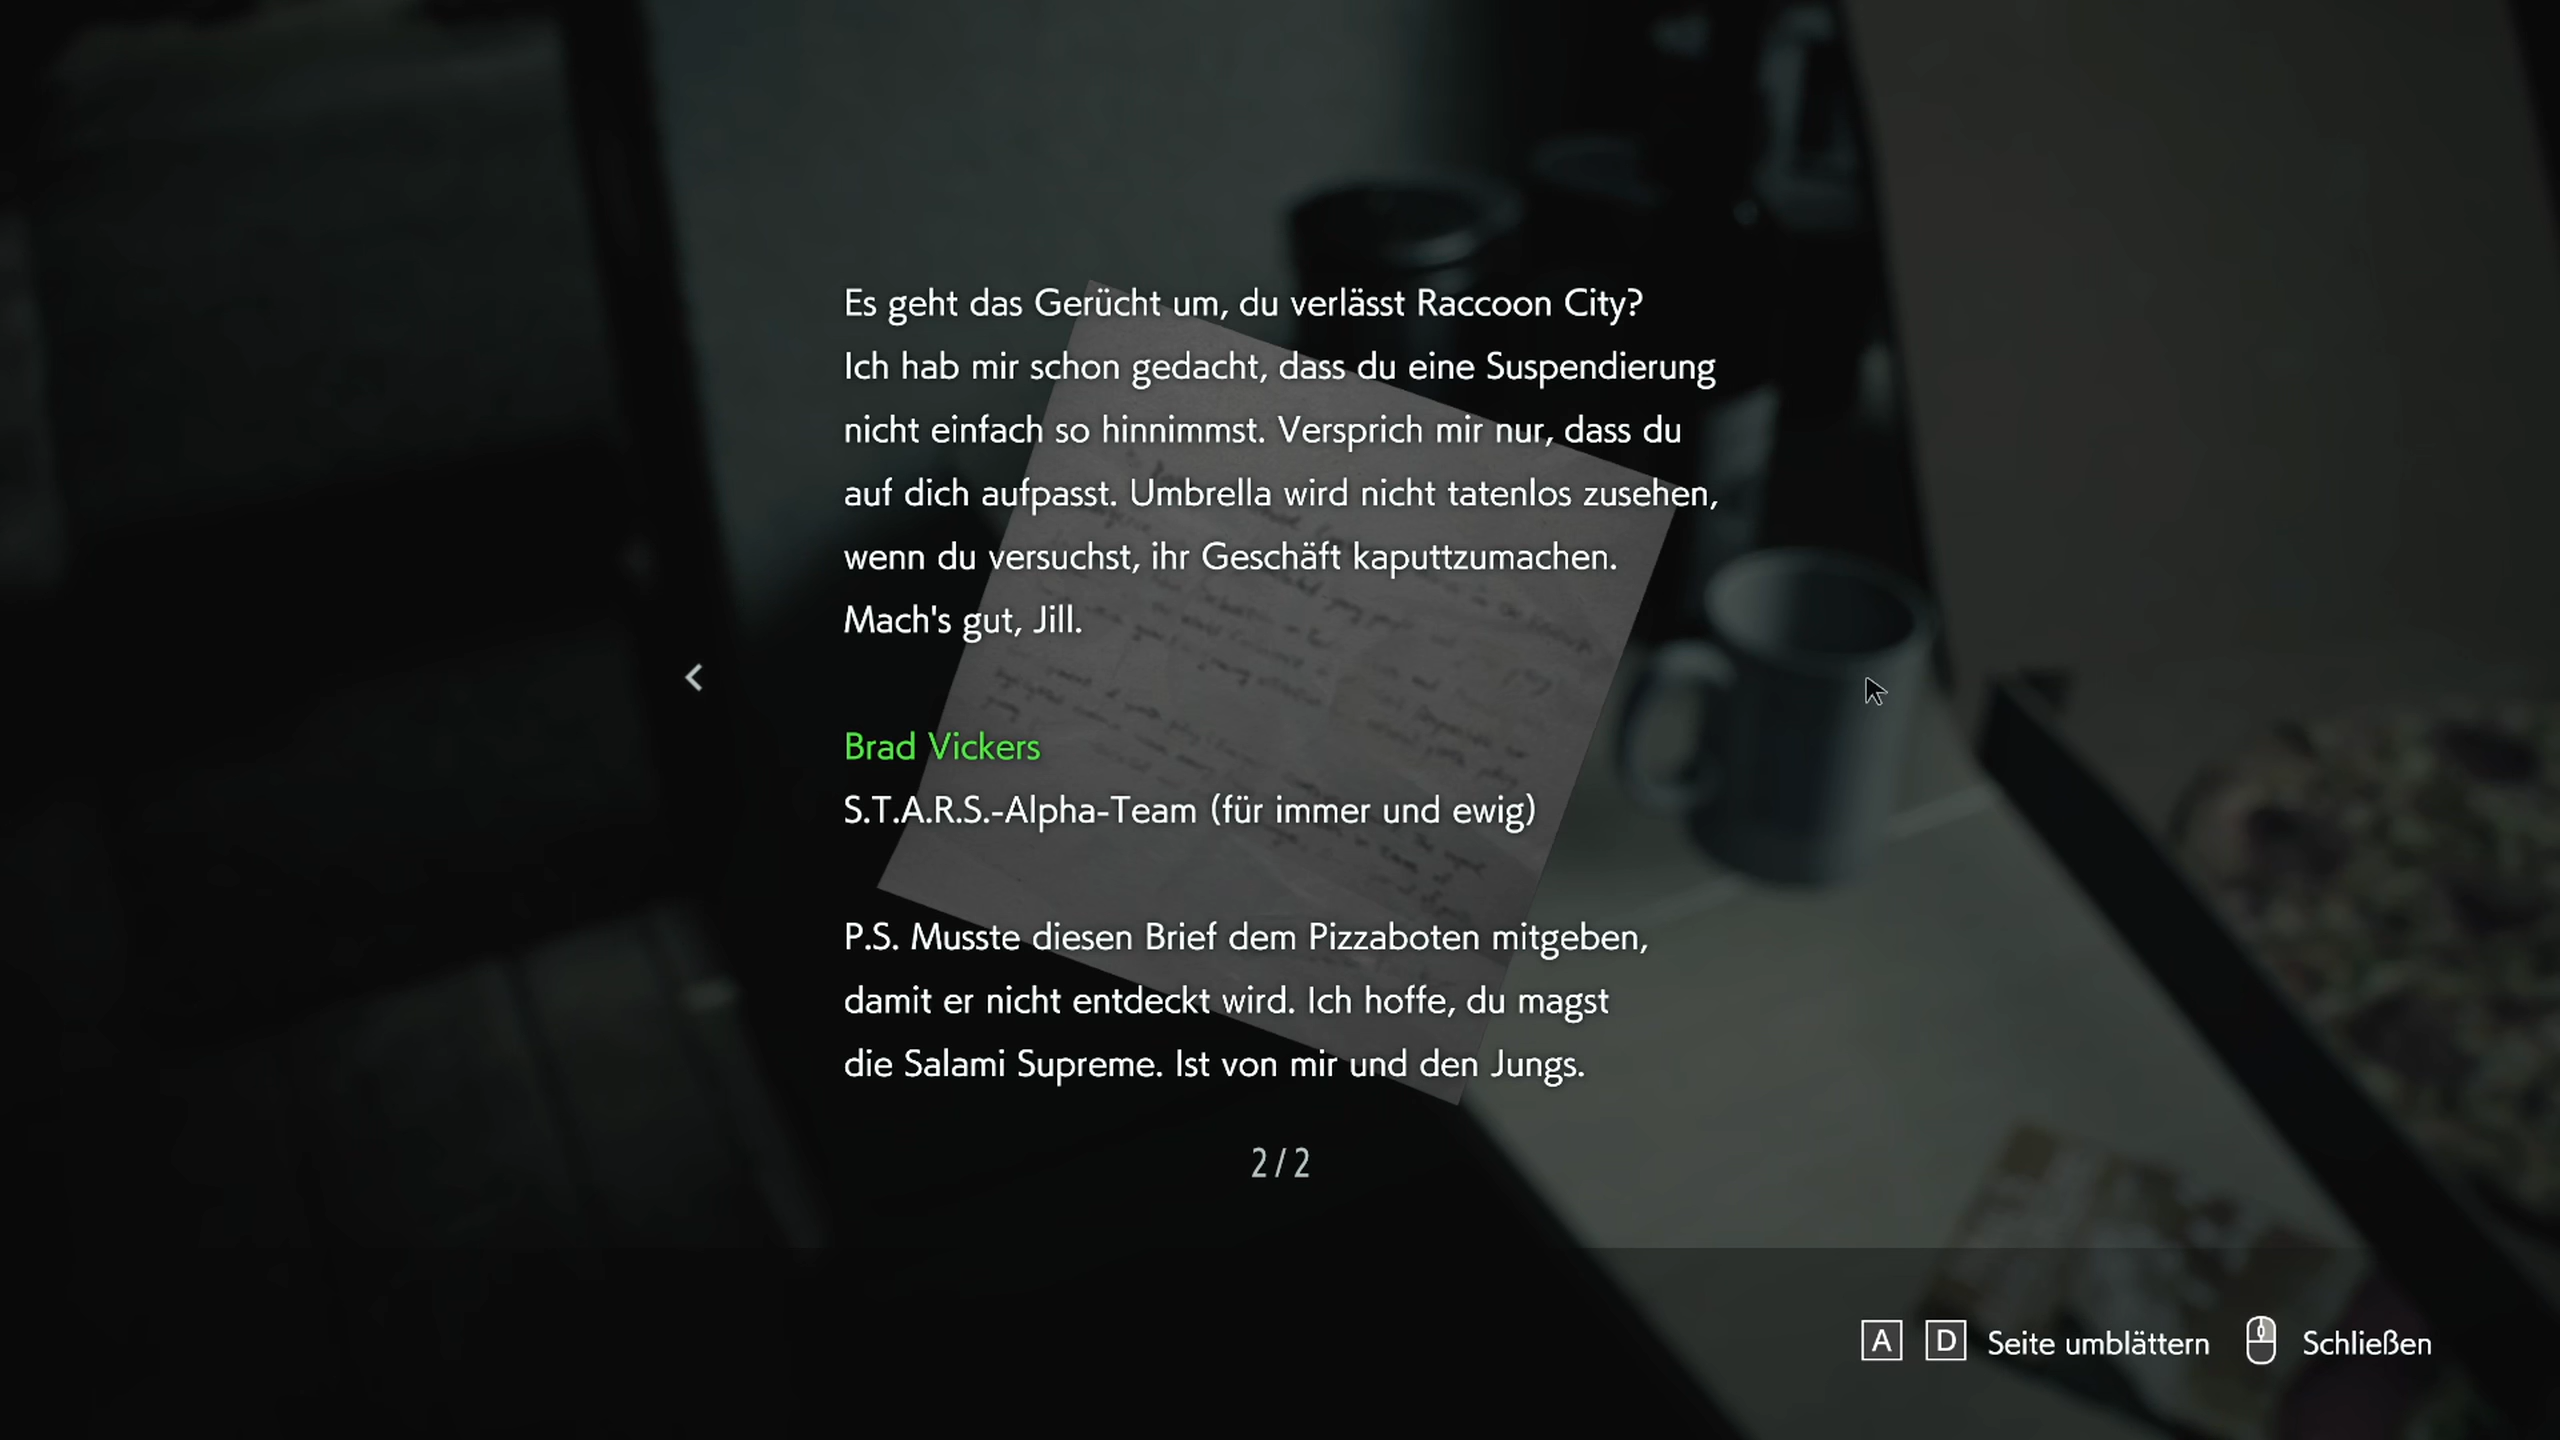 Es geht das Gerücht um, du verlässt Raccoon City?
Ich hab mir schon gedacht, dass du eine Suspendierung
nicht einfach so hinnimmst. Versprich mir nur, dass du
auf dich aufpasst. Umbrella wird nicht tatenlos zusehen,
wenn du versuchst, ihr Geschäft kaputtzumachen.
Mach's gut, Jill.
Brad Vickers
S.T.A.R.S.-Alpha-Team (für immer und ewig)
P.S. Musste diesen Brief dem Pizzaboten mitgeben,
damit er nicht entdeckt wird. Ich hoffe, du magst
die Salami Supreme. Ist von mir und den Jungs.
2 / 2
A D Seite umblättern Schließen